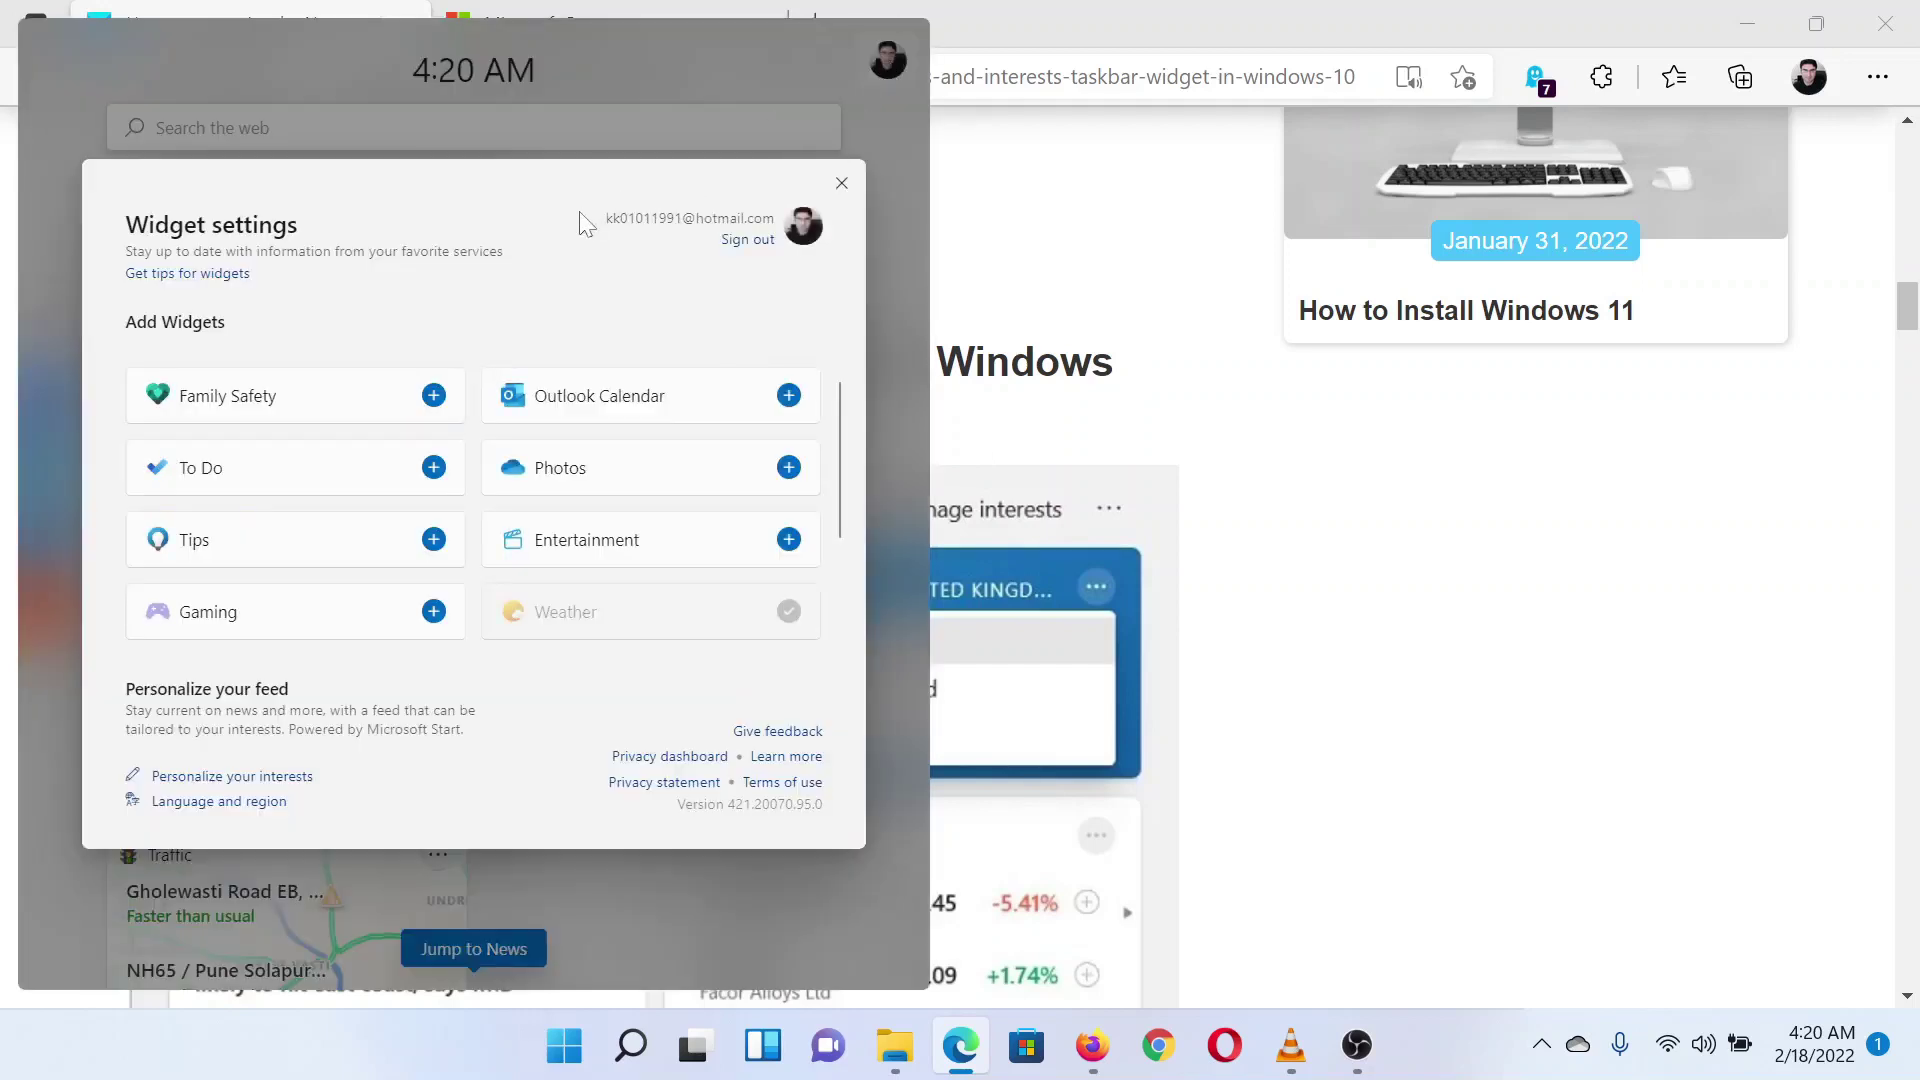 4:20 AM
Search the web
Widget settings
Stay up to date with information from your favorite services
Get tips for widgets
kk01011991@hotmail.com
Sign out
Add Widgets
Family Safety
Outlook Calendar
To Do
Photos
Tips
Entertainment
Gaming
Weather
Personalize your feed
Stay current on news and more, with a feed that can be
tailored to your interests. Powered by Microsoft Start.
Personalize your interests
Language and region
Give feedback
Privacy dashboard • Learn more
Privacy statement • Terms of use
Version 421.20070.95.0
Traffic
Gholewasti Road EB, ...
Faster than usual
UNDR
NH65 / Pune Solapur...
Jump to News
Facor Alloys Ltd
s-and-interests-taskbar-widget-in-windows-10
7
January 31, 2022
How to Install Windows 11
Windows
nage interests
TED KINGD...
d
45 -5.41%
.09 +1.74%
4:20 AM
2/18/2022
1